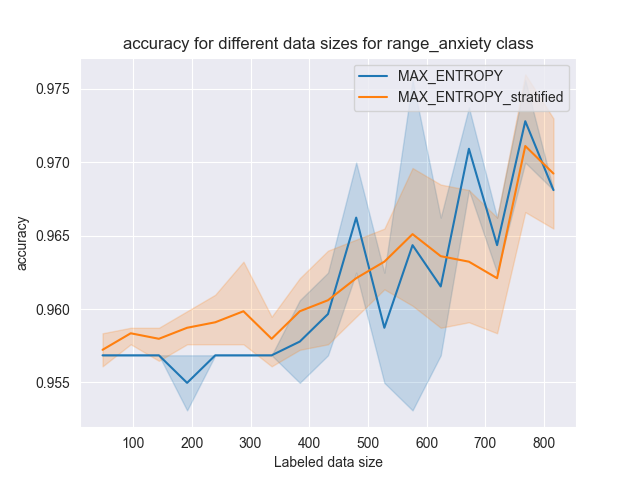 accuracy for different data sizes for range_anxiety class
MAX_ENTROPY
MAX_ENTROPY_stratified
accuracy
0.975
0.970
0.965
0.960
0.955
100 200 300 400 500 600 700 800
Labeled data size